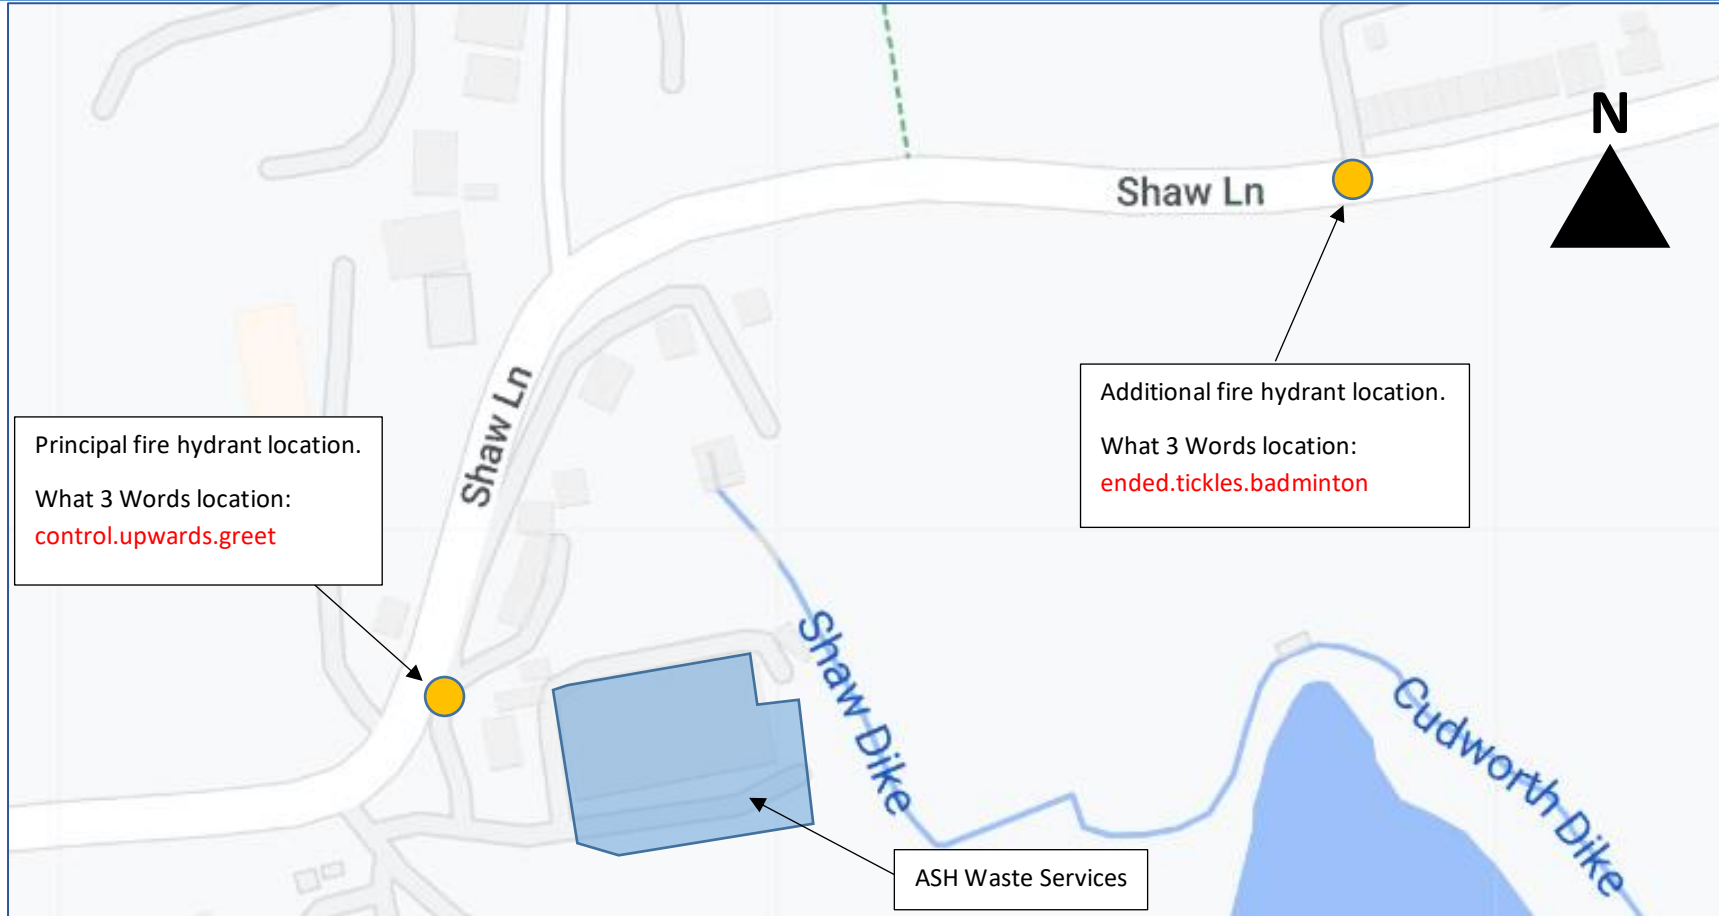 N
Shaw Ln
Additional fire hydrant location.
What 3 Words location:
ended.tickles.badminton
Shaw Ln
Principal fire hydrant location.
What 3 Words location:
control.upwards.greet
Shaw Dike
Cudworth Dike
ASH Waste Services